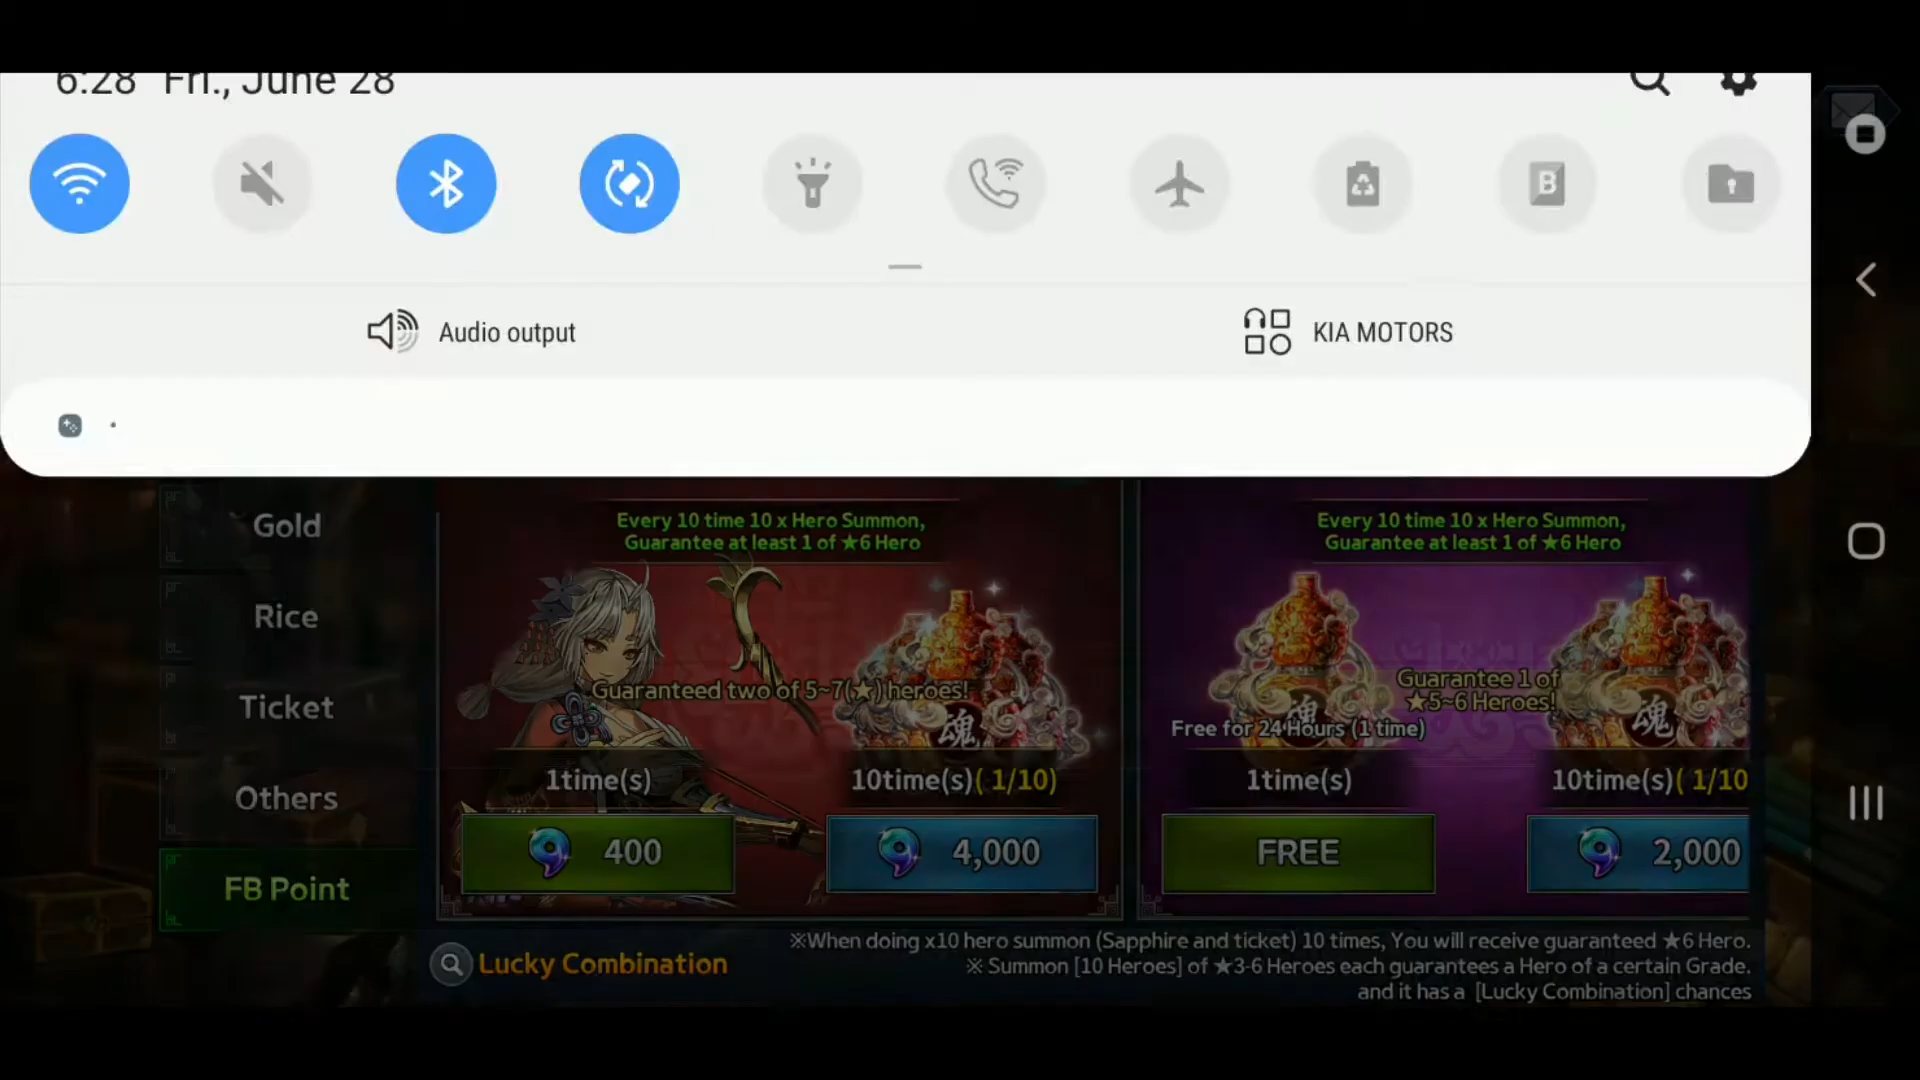 6:28 Fri., June 28
B
Audio output
KIA MOTORS
Gold
Rice
Ticket
Others
FB Point
Every 10 time 10 x Hero Summon,
Guarantee at least 1 of ★6 Hero
Guaranteed two of 5~7(★) heroes!
魂
1time(s)
10time(s)( 1/10)
400
4,000
Every 10 time 10 x Hero Summon,
Guarantee at least 1 of ★6 Hero
Guarantee 1 of
★5~6 Heroes!
魂
魂
Free for 24 Hours (1 time)
1time(s)
10time(s)( 1/10
FREE
2,000
Lucky Combination
※When doing x10 hero summon (Sapphire and ticket) 10 times, You will receive guaranteed ★6 Hero.
※ Summon [10 Heroes] of ★3-6 Heroes each guarantees a Hero of a certain Grade.
and it has a [Lucky Combination] chances